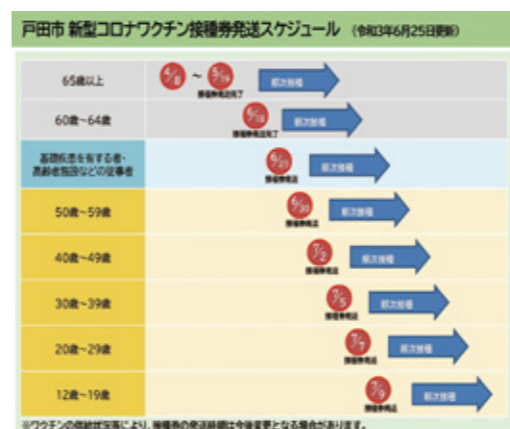 戸田市 新型コロナワクチン接種券発送スケジュール (令和3年6月25日更新)
65歳以上
4/8 ～ 5/19
接種券発送完了
順次接種
60歳～64歳
6/18
接種券発送完了
順次接種
基礎疾患を有する者・
高齢者施設などの従事者
6/25
接種券発送
順次接種
50歳～59歳
6/30
接種券発送
順次接種
40歳～49歳
7/2
接種券発送
順次接種
30歳～39歳
7/5
接種券発送
順次接種
20歳～29歳
7/7
接種券発送
順次接種
12歳～19歳
7/9
接種券発送
順次接種
※ワクチンの供給状況等により、接種券の発送時期は今後変更となる場合があります。